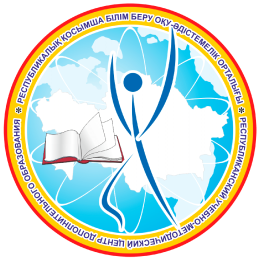 РЕСПУБЛИКАЛЫҚ ҚОСЫМША БІЛІМ БЕРУ ОҚУ-ӘДІСТЕМЕЛІК ОРТАЛЫҒЫ
РЕСПУБЛИКАНСКИЙ УЧЕБНО-МЕТОДИЧЕСКИЙ ЦЕНТР ДОПОЛНИТЕЛЬНОГО ОБРАЗОВАНИЯ